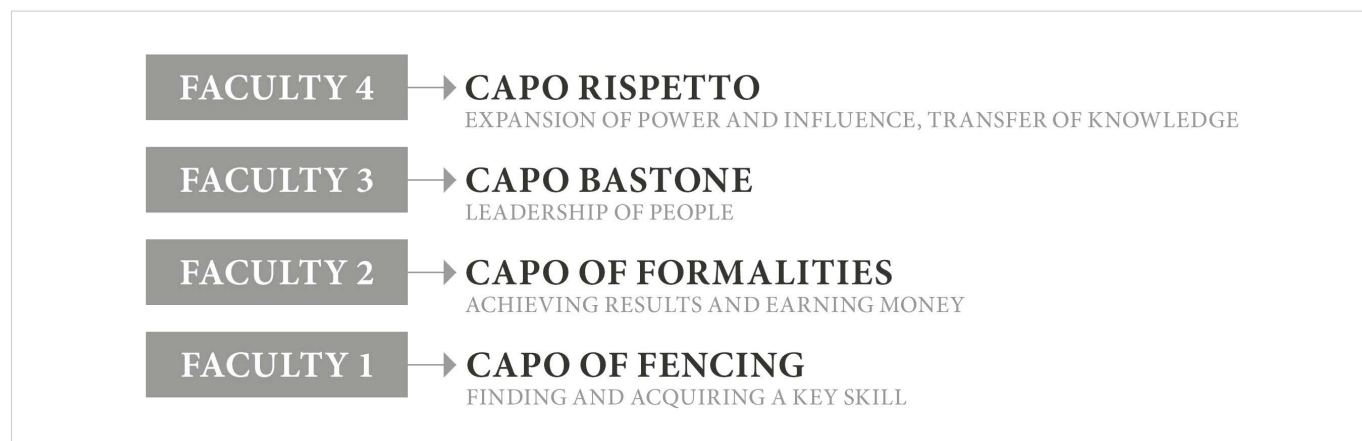 FACULTY 4
CAPO RISPETTO
EXPANSION OF POWER AND INFLUENCE, TRANSFER OF KNOWLEDGE
FACULTY 3
CAPO BASTONE
LEADERSHIP OF PEOPLE
FACULTY 2
CAPO OF FORMALITIES
ACHIEVING RESULTS AND EARNING MONEY
FACULTY 1
CAPO OF FENCING
FINDING AND ACQUIRING A KEY SKILL